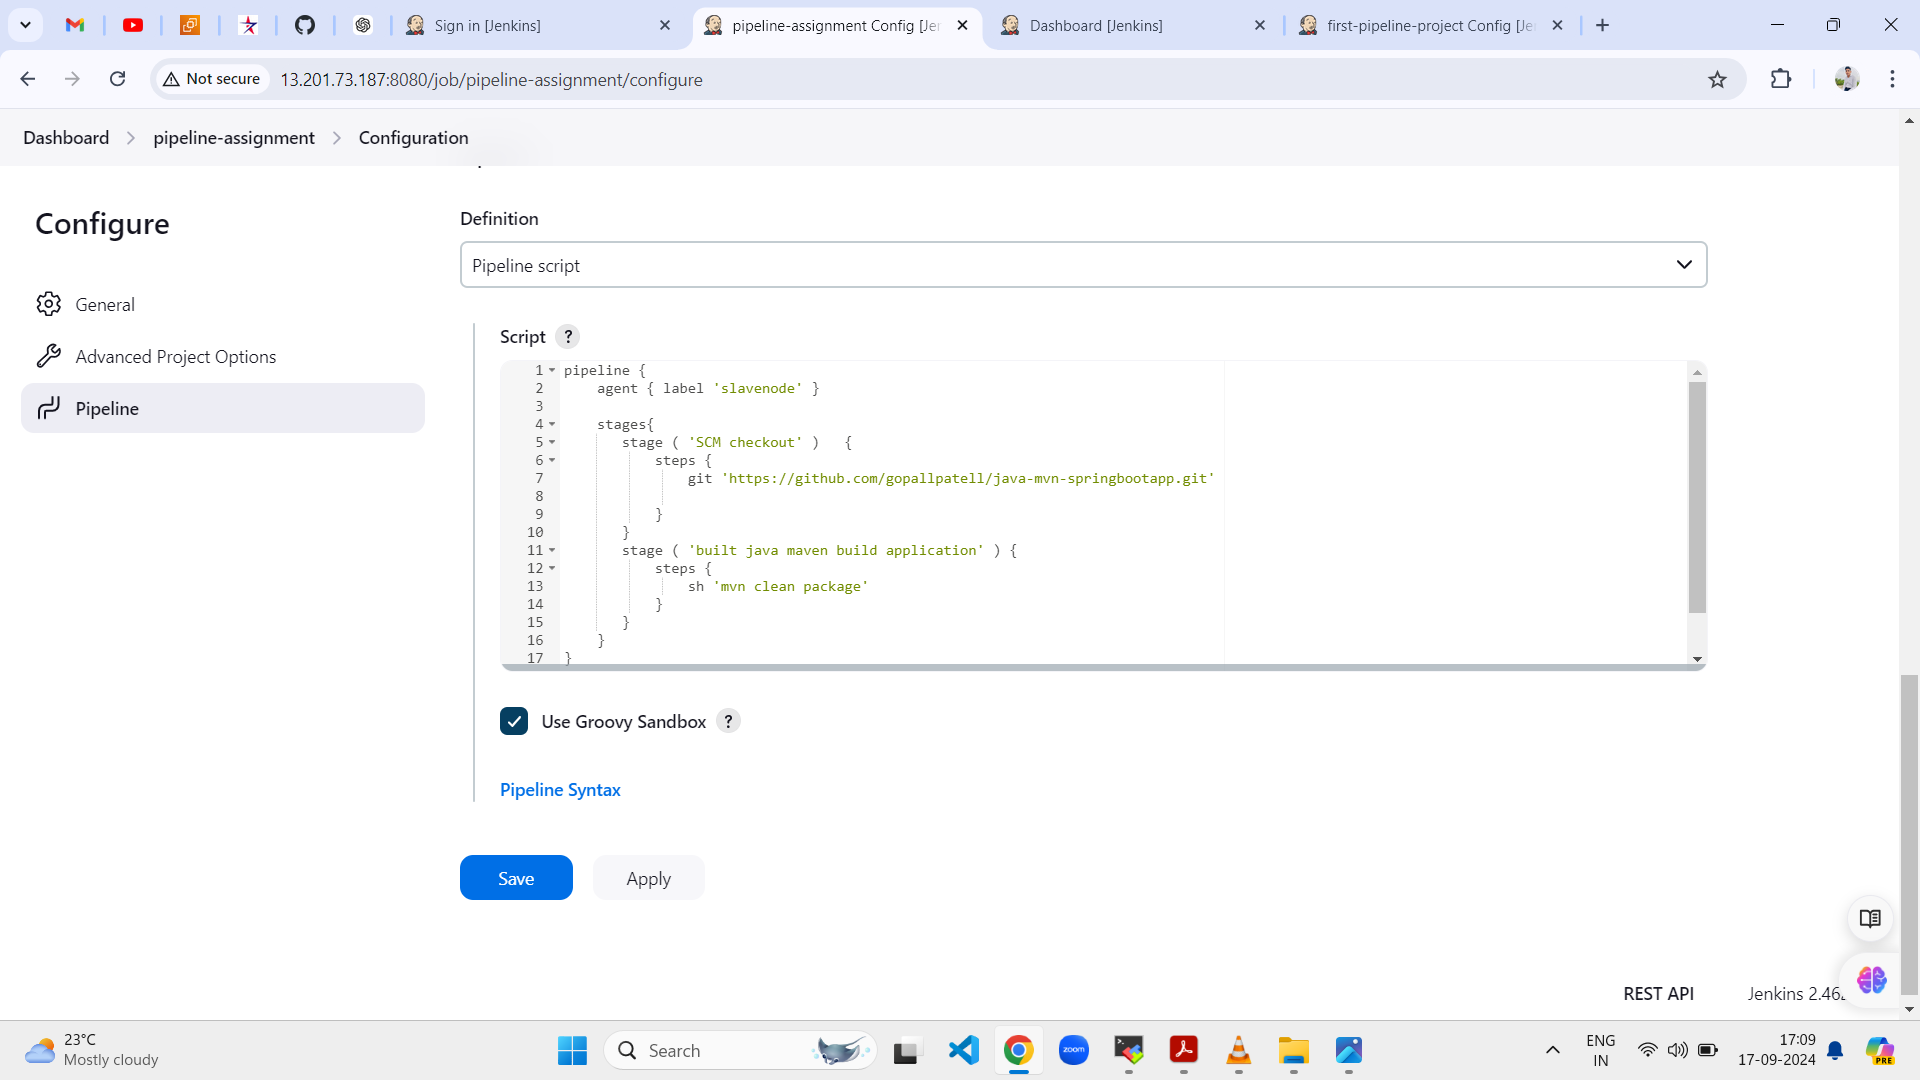 Sign in [Jenkins]
pipeline-assignment Config [Je
Dashboard [Jenkins]
first-pipeline-project Config [Je
Not secure
13.201.73.187:8080/job/pipeline-assignment/configure
Dashboard
pipeline-assignment
Configuration
Configure
General
Advanced Project Options
Pipeline
Definition
Pipeline script
Script ?
1 pipeline {
2 agent { label 'slavenode' }
3
4 stages{
5 stage ( 'SCM checkout' ) {
6 steps {
7 git 'https://github.com/gopallpatell/java-mvn-springbootapp.git'
8
9 }
10 }
11 stage ( 'built java maven build application' ) {
12 steps {
13 sh 'mvn clean package'
14 }
15 }
16 }
17 }
Use Groovy Sandbox ?
Pipeline Syntax
Save
Apply
REST API
Jenkins 2.46
23°C
Mostly cloudy
Search
zoom
ENG
IN
17:09
17-09-2024
PRE